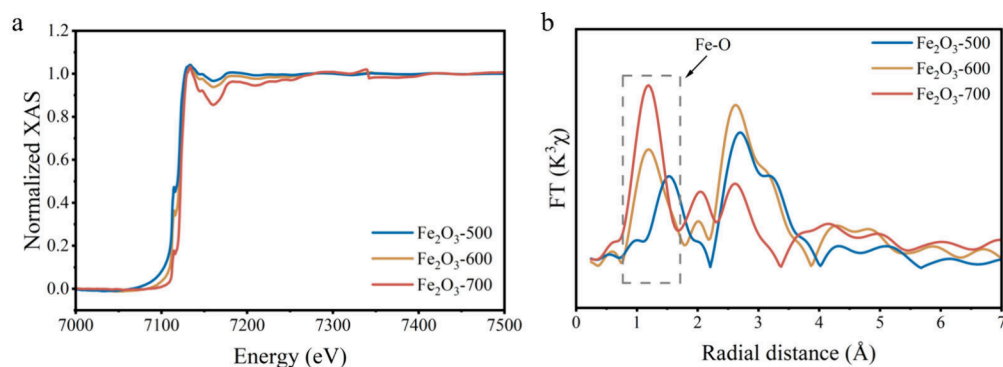 a
1.2
1.0
0.8
0.6
0.4
0.2
0.0
Normalized XAS
Fe₂O₃-500
Fe₂O₃-600
Fe₂O₃-700
7000
7100
7200
7300
7400
7500
Energy (eV)
b
Fe-O
Fe₂O₃-500
Fe₂O₃-600
Fe₂O₃-700
FT (K³χ)
0
1
2
3
4
5
6
7
Radial distance (Å)